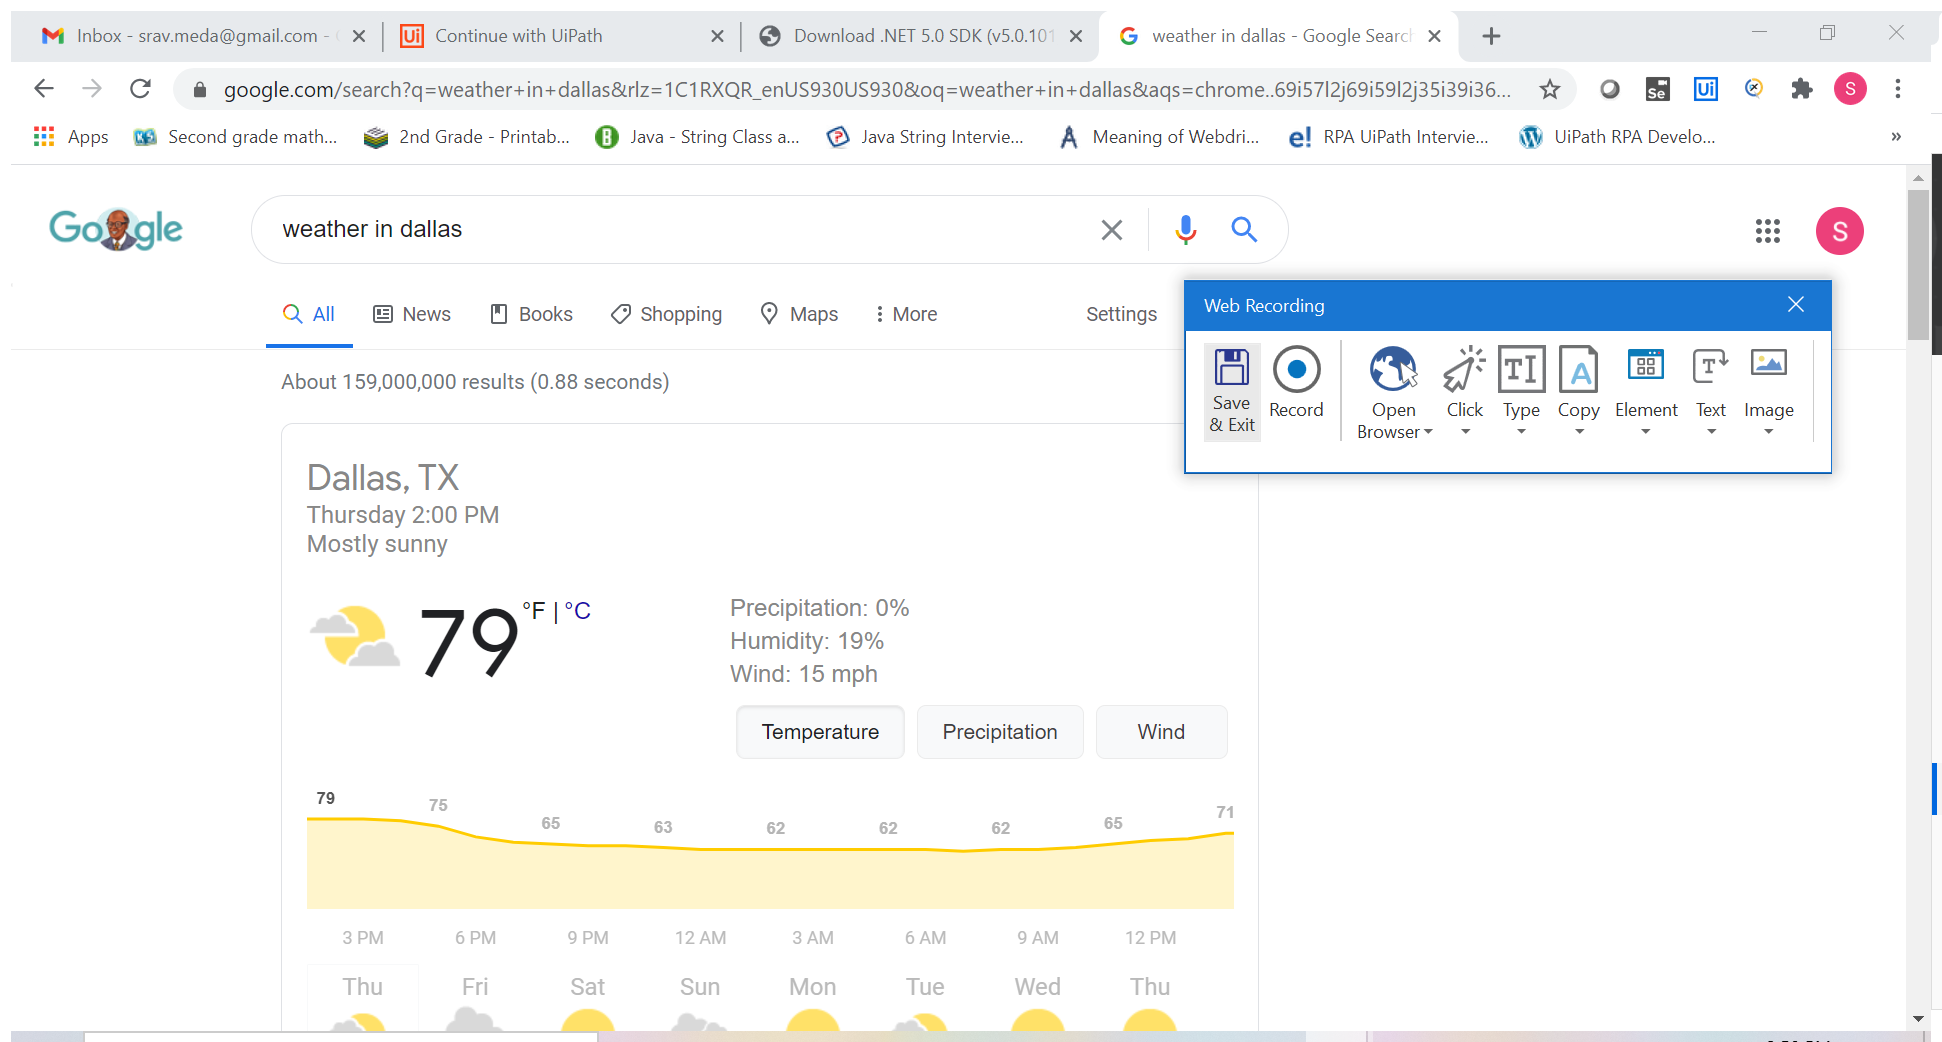 Inbox - srav.meda@gmail.com -
Continue with UiPath
Download .NET 5.0 SDK (v5.0.101
weather in dallas - Google Search
google.com/search?q=weather+in+dallas&rlz=1C1RXQR_enUS930US930&oq=weather+in+dallas&aqs=chrome..69i57l2j69i59l2j35i39i36...
Se
Ui
S
Apps
Second grade math...
2nd Grade - Printab...
Java - String Class a...
Java String Intervie...
Meaning of Webdri...
RPA UiPath Intervie...
UiPath RPA Develo...
»
Google
weather in dallas
S
All
News
Books
Shopping
Maps
More
Settings
Web Recording
Save
& Exit
Record
Open
Browser
Click
Type
Copy
Element
Text
Image
About 159,000,000 results (0.88 seconds)
Dallas, TX
Thursday 2:00 PM
Mostly sunny
79 °F | °C
Precipitation: 0%
Humidity: 19%
Wind: 15 mph
Temperature
Precipitation
Wind
79 75 65 63 62 62 62 65 71
3 PM 6 PM 9 PM 12 AM 3 AM 6 AM 9 AM 12 PM
Thu Fri Sat Sun Mon Tue Wed Thu